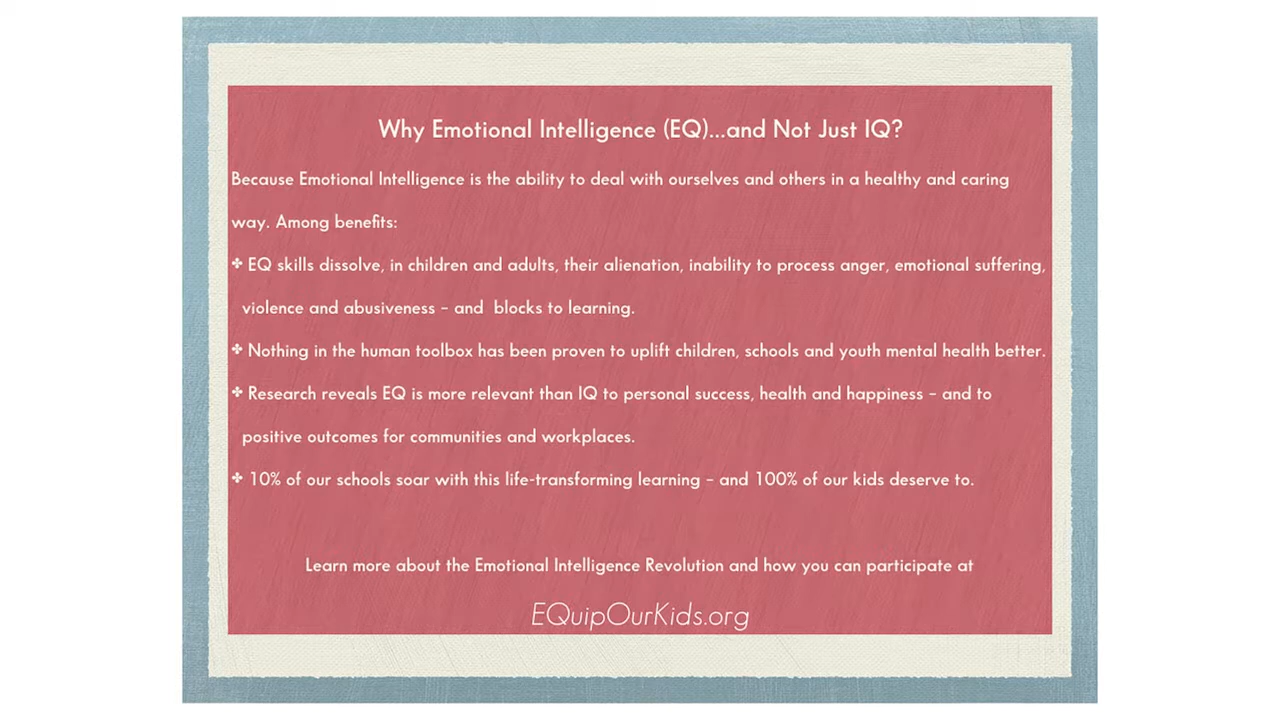 Why Emotional Intelligence (EQ)...and Not Just IQ?
Because Emotional Intelligence is the ability to deal with ourselves and others in a healthy and caring
way. Among benefits:
✤ EQ skills dissolve, in children and adults, their alienation, inability to process anger, emotional suffering,
violence and abusiveness – and  blocks to learning.
✤ Nothing in the human toolbox has been proven to uplift children, schools and youth mental health better.
✤ Research reveals EQ is more relevant than IQ to personal success, health and happiness – and to
positive outcomes for communities and workplaces.
✤ 10% of our schools soar with this life-transforming learning – and 100% of our kids deserve to.
Learn more about the Emotional Intelligence Revolution and how you can participate at
EQuipOurKids.org